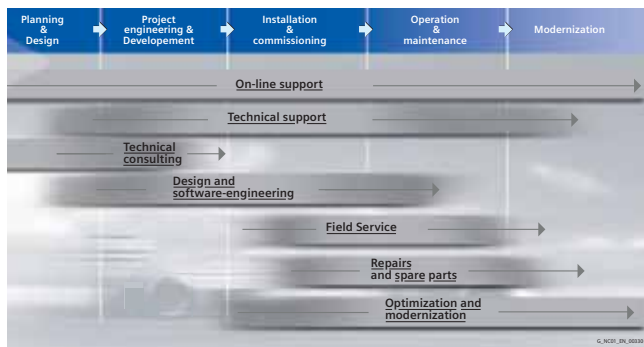 Planning
&
Design
Project
engineering &
Developement
Installation
&
commissioning
Operation
&
maintenance
Modernization
On-line support
Technical support
Technical
consulting
Design and
software-engineering
Field Service
Repairs
and spare parts
Optimization and
modernization